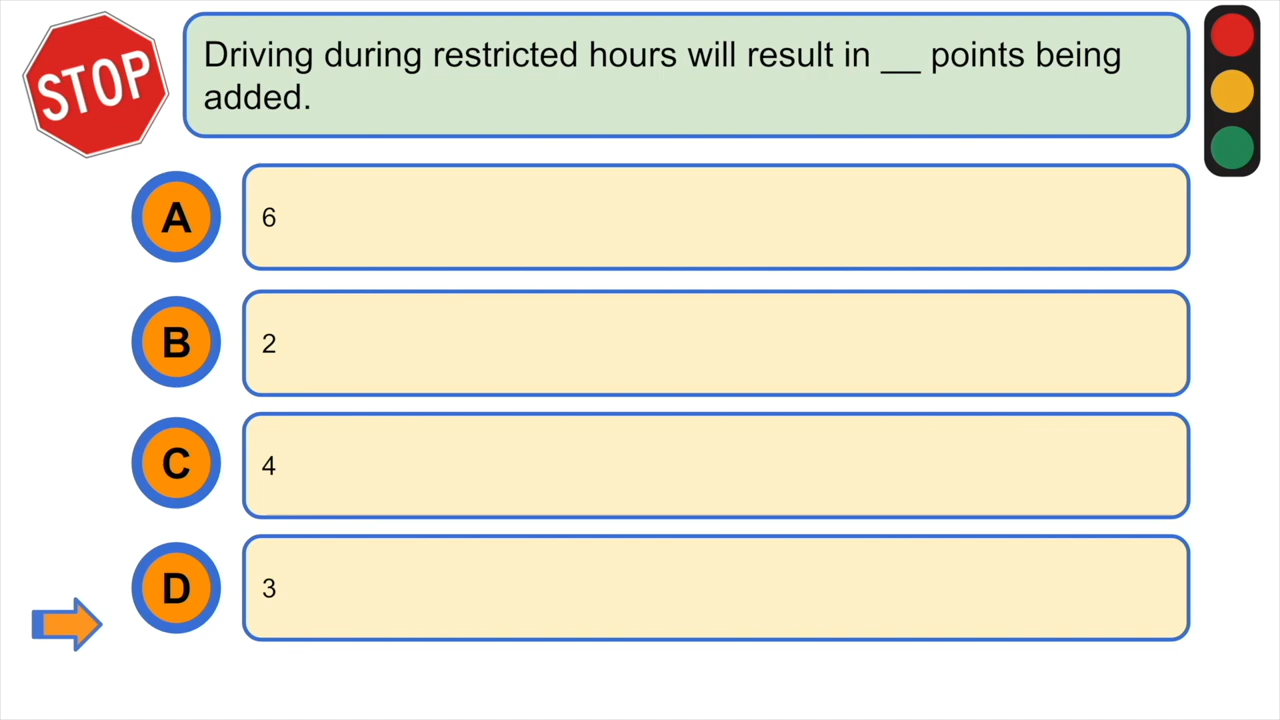 STOP
Driving during restricted hours will result in __ points being
added.
A
6
B
2
C
4
D
3